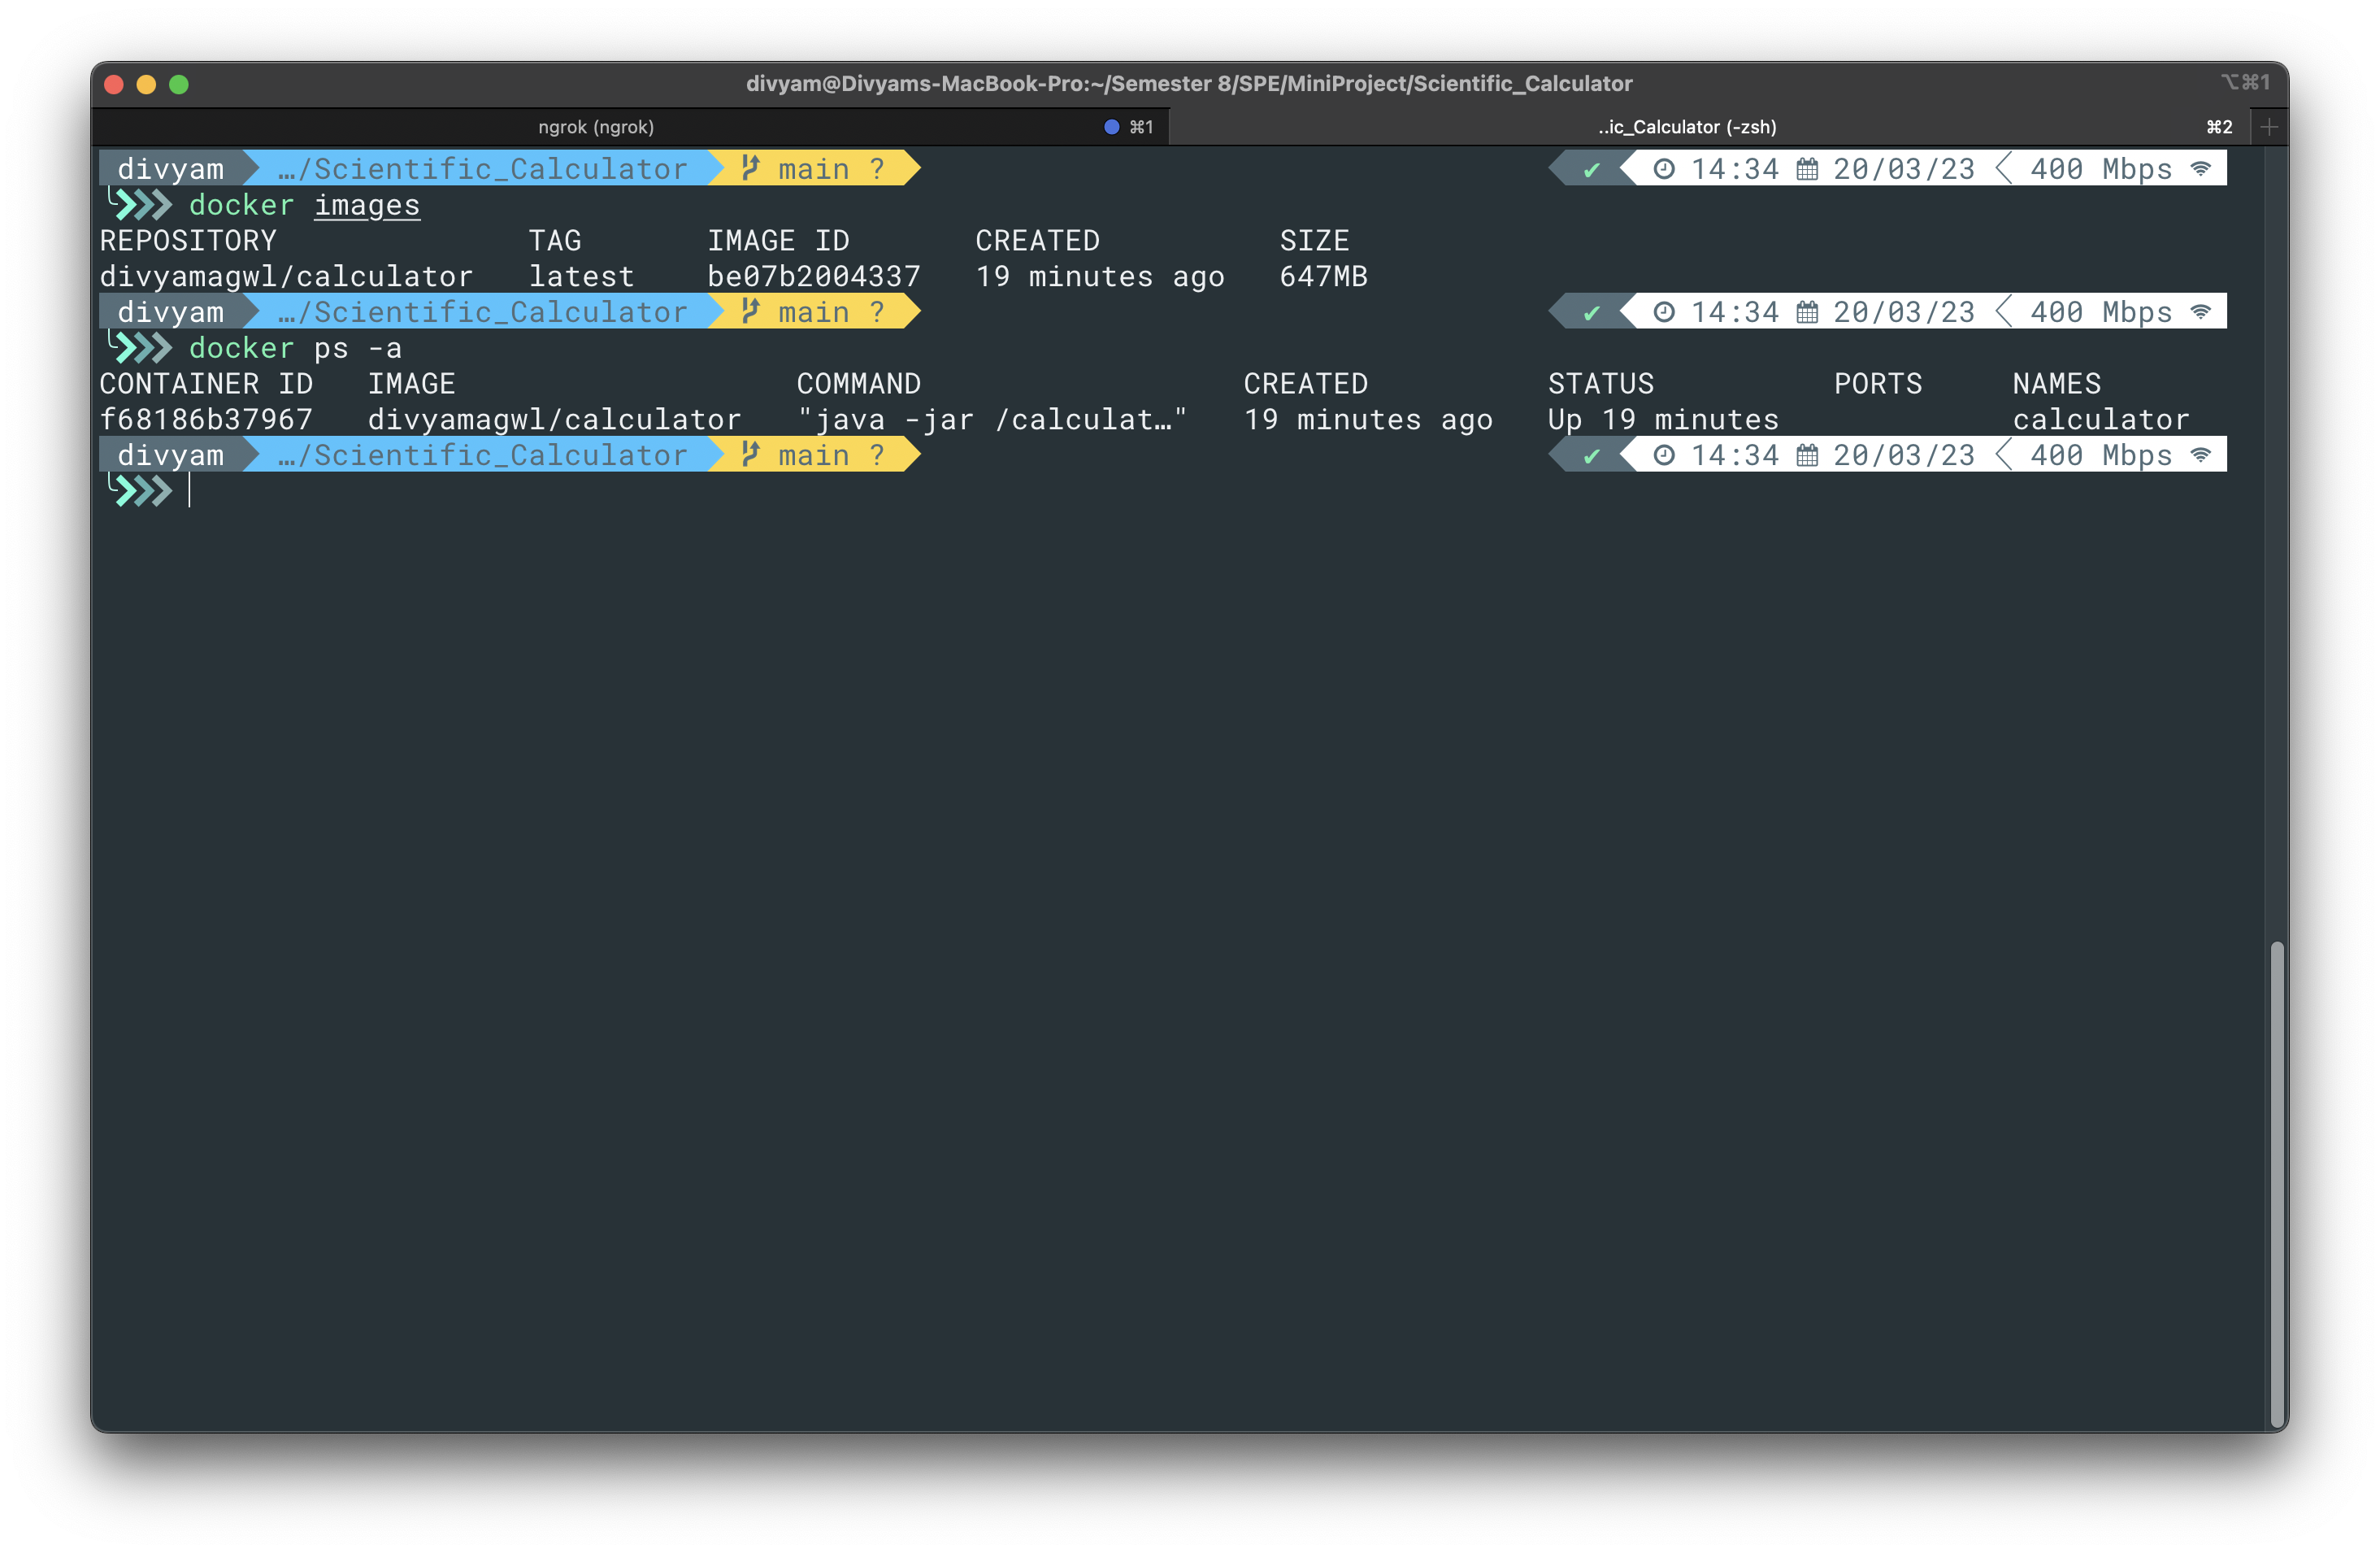 divyam@Divyams-MacBook-Pro:~/Semester 8/SPE/MiniProject/Scientific_Calculator ⌥⌘1
ngrok (ngrok) ⌘1 ..ic_Calculator (-zsh) ⌘2
divyam …/Scientific_Calculator main ? ✔ 14:34 20/03/23 400 Mbps
docker images
REPOSITORY TAG IMAGE ID CREATED SIZE
divyamagwl/calculator latest be07b2004337 19 minutes ago 647MB
divyam …/Scientific_Calculator main ? ✔ 14:34 20/03/23 400 Mbps
docker ps -a
CONTAINER ID IMAGE COMMAND CREATED STATUS PORTS NAMES
f68186b37967 divyamagwl/calculator "java -jar /calculat…" 19 minutes ago Up 19 minutes calculator
divyam …/Scientific_Calculator main ? ✔ 14:34 20/03/23 400 Mbps